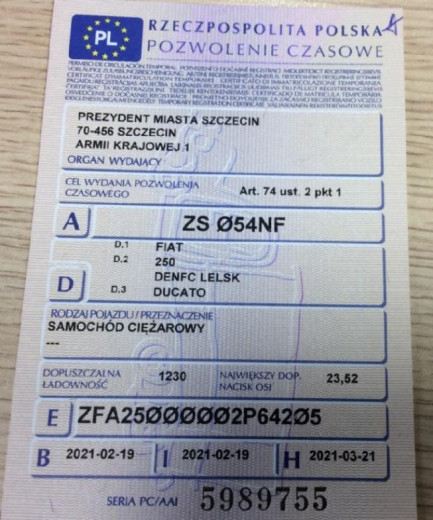 PL
RZECZPOSPOLITA POLSKA
POZWOLENIE CZASOWE
PREZYDENT MIASTA SZCZECIN
70-456 SZCZECIN
ARMII KRAJOWEJ 1
ORGAN WYDAJĄCY
CEL WYDANIA POZWOLENIA
CZASOWEGO
Art. 74 ust. 2 pkt 1
A ZS Ø54NF
D.1 FIAT
D.2 250
DENFC LELSK
D
D.3 DUCATO
RODZAJ POJAZDU / PRZEZNACZENIE
SAMOCHÓD CIĘŻAROWY
---
DOPUSZCZALNA
ŁADOWNOŚĆ
1230
NAJWIĘKSZY DOP.
NACISK OSI
23,52
E ZFA25ØØØØØ2P642Ø5
B 2021-02-19 I 2021-02-19 H 2021-03-21
SERIA PC/AAI 5989755